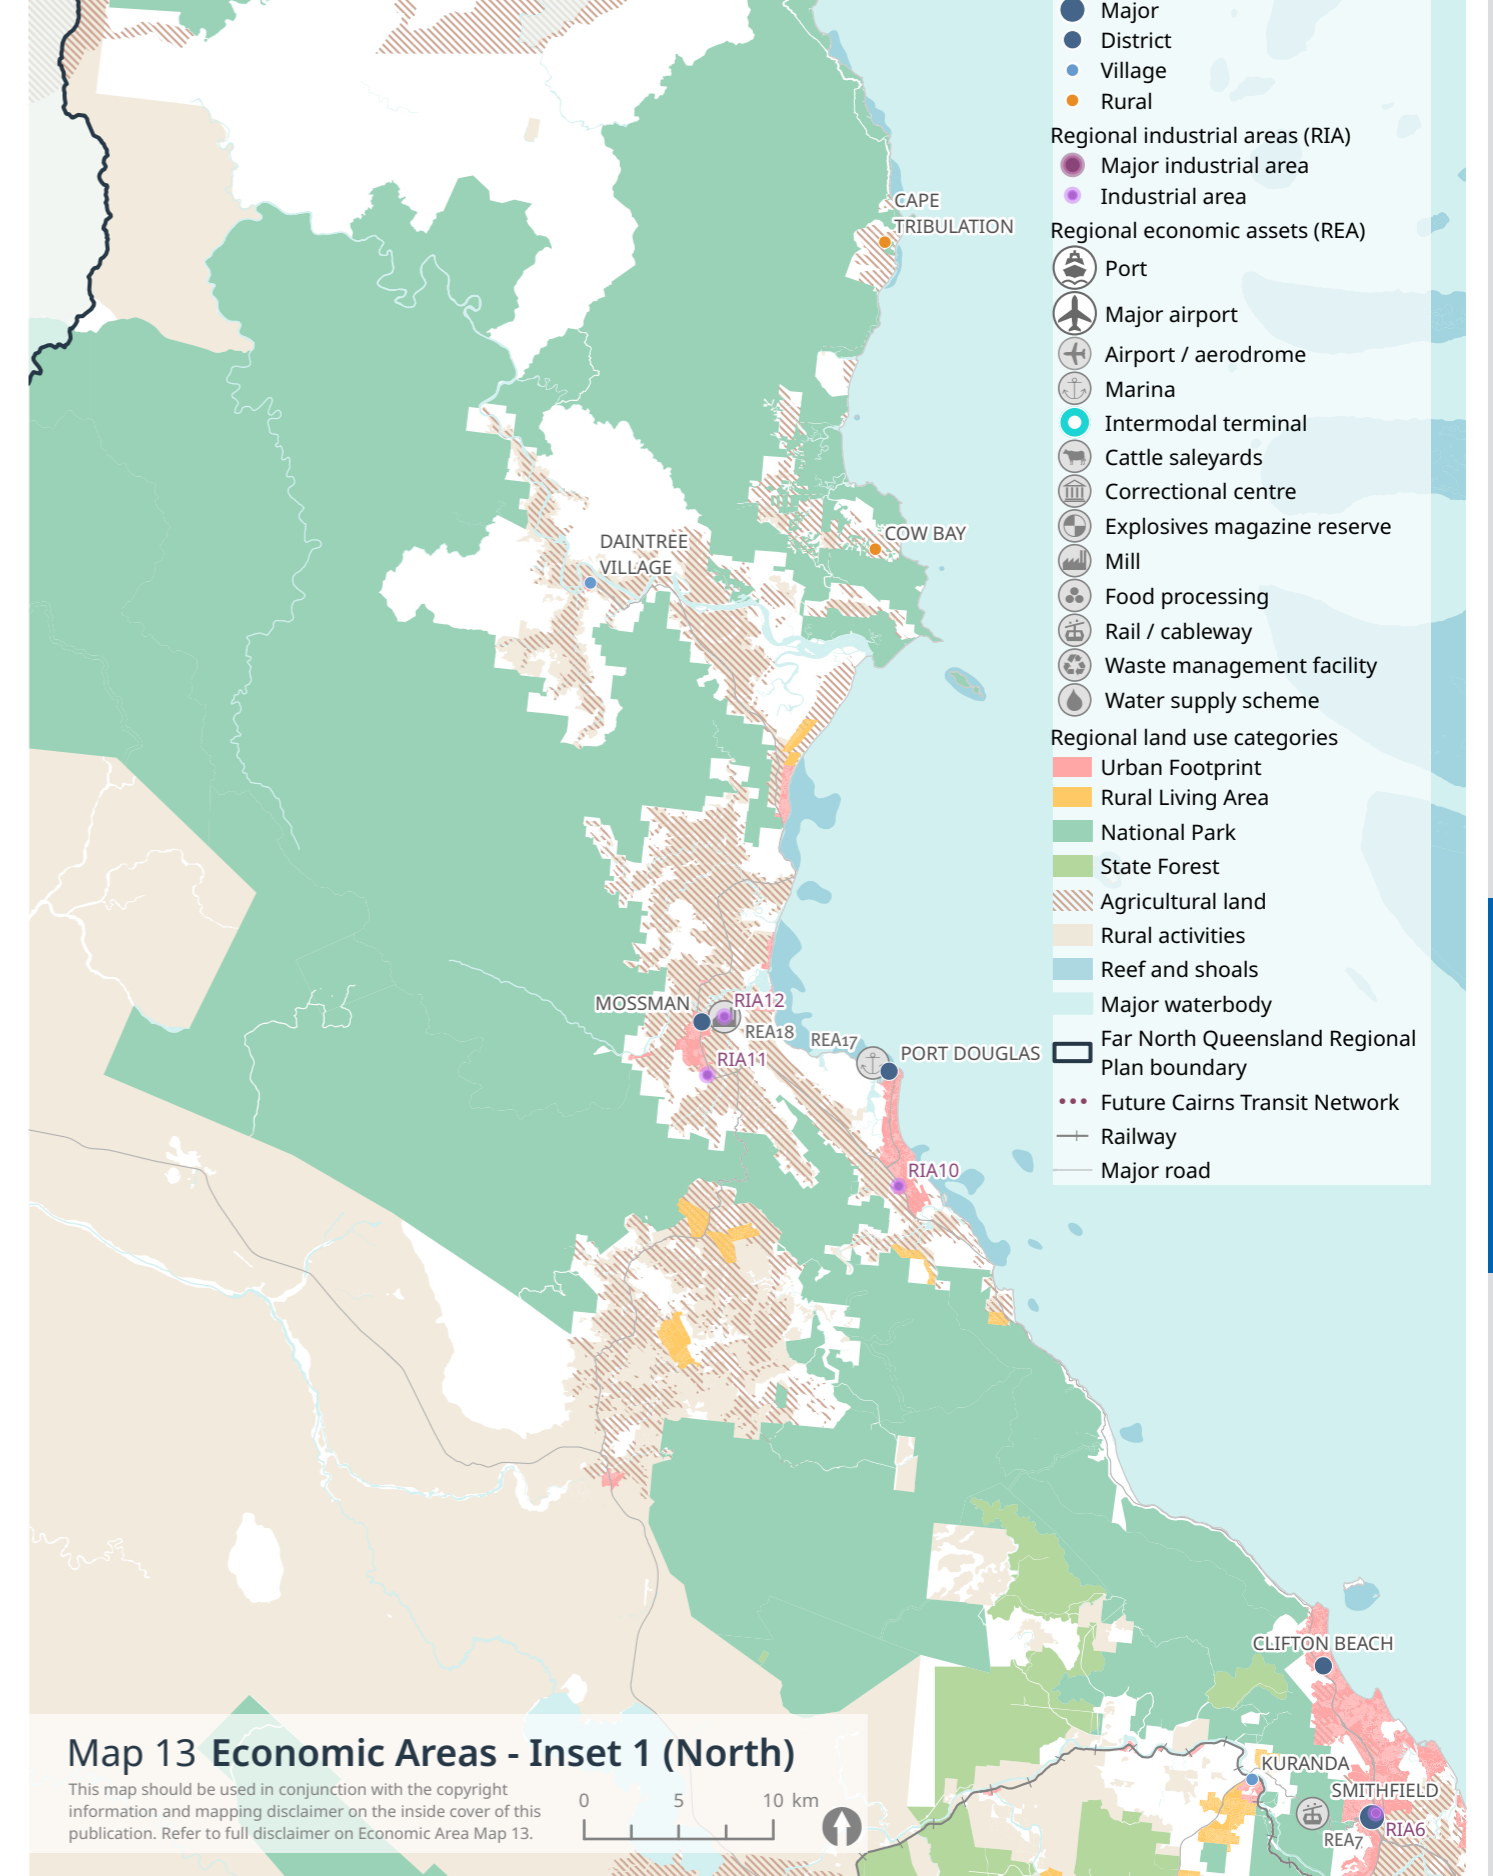 Major
District
Village
Rural
Regional industrial areas (RIA)
Major industrial area
Industrial area
Regional economic assets (REA)
Port
Major airport
Airport / aerodrome
Marina
Intermodal terminal
Cattle saleyards
Correctional centre
Explosives magazine reserve
Mill
Food processing
Rail / cableway
Waste management facility
Water supply scheme
Regional land use categories
Urban Footprint
Rural Living Area
National Park
State Forest
Agricultural land
Rural activities
Reef and shoals
Major waterbody
Far North Queensland Regional
Plan boundary
Future Cairns Transit Network
Railway
Major road
CAPE
TRIBULATION
COW BAY
DAINTREE
VILLAGE
MOSSMAN
RIA12
REA18
REA17
PORT DOUGLAS
RIA11
RIA10
CLIFTON BEACH
KURANDA
SMITHFIELD
RIA6
REA7
Map 13 Economic Areas - Inset 1 (North)
This map should be used in conjunction with the copyright
information and mapping disclaimer on the inside cover of this
publication. Refer to full disclaimer on Economic Area Map 13.
0 5 10 km